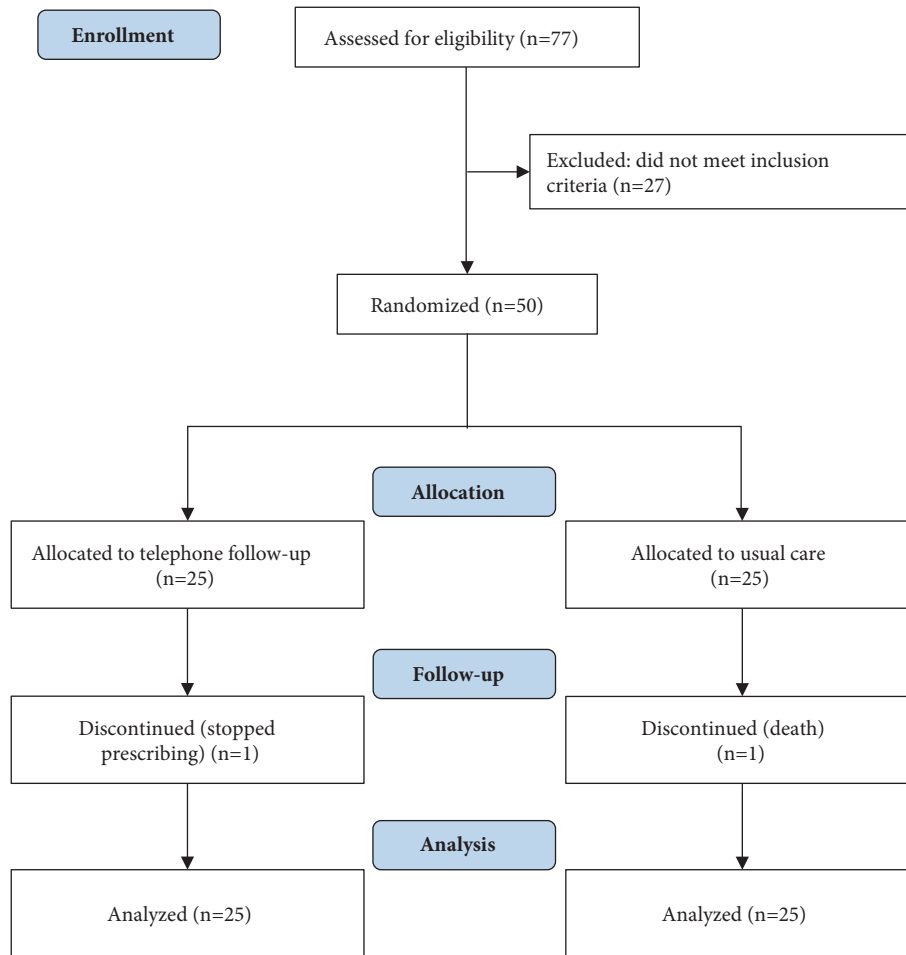 Enrollment
Assessed for eligibility (n=77)
Excluded: did not meet inclusion
criteria (n=27)
Randomized (n=50)
Allocation
Allocated to telephone follow-up
(n=25)
Allocated to usual care
(n=25)
Follow-up
Discontinued (stopped
prescribing) (n=1)
Discontinued (death)
(n=1)
Analysis
Analyzed (n=25)
Analyzed (n=25)